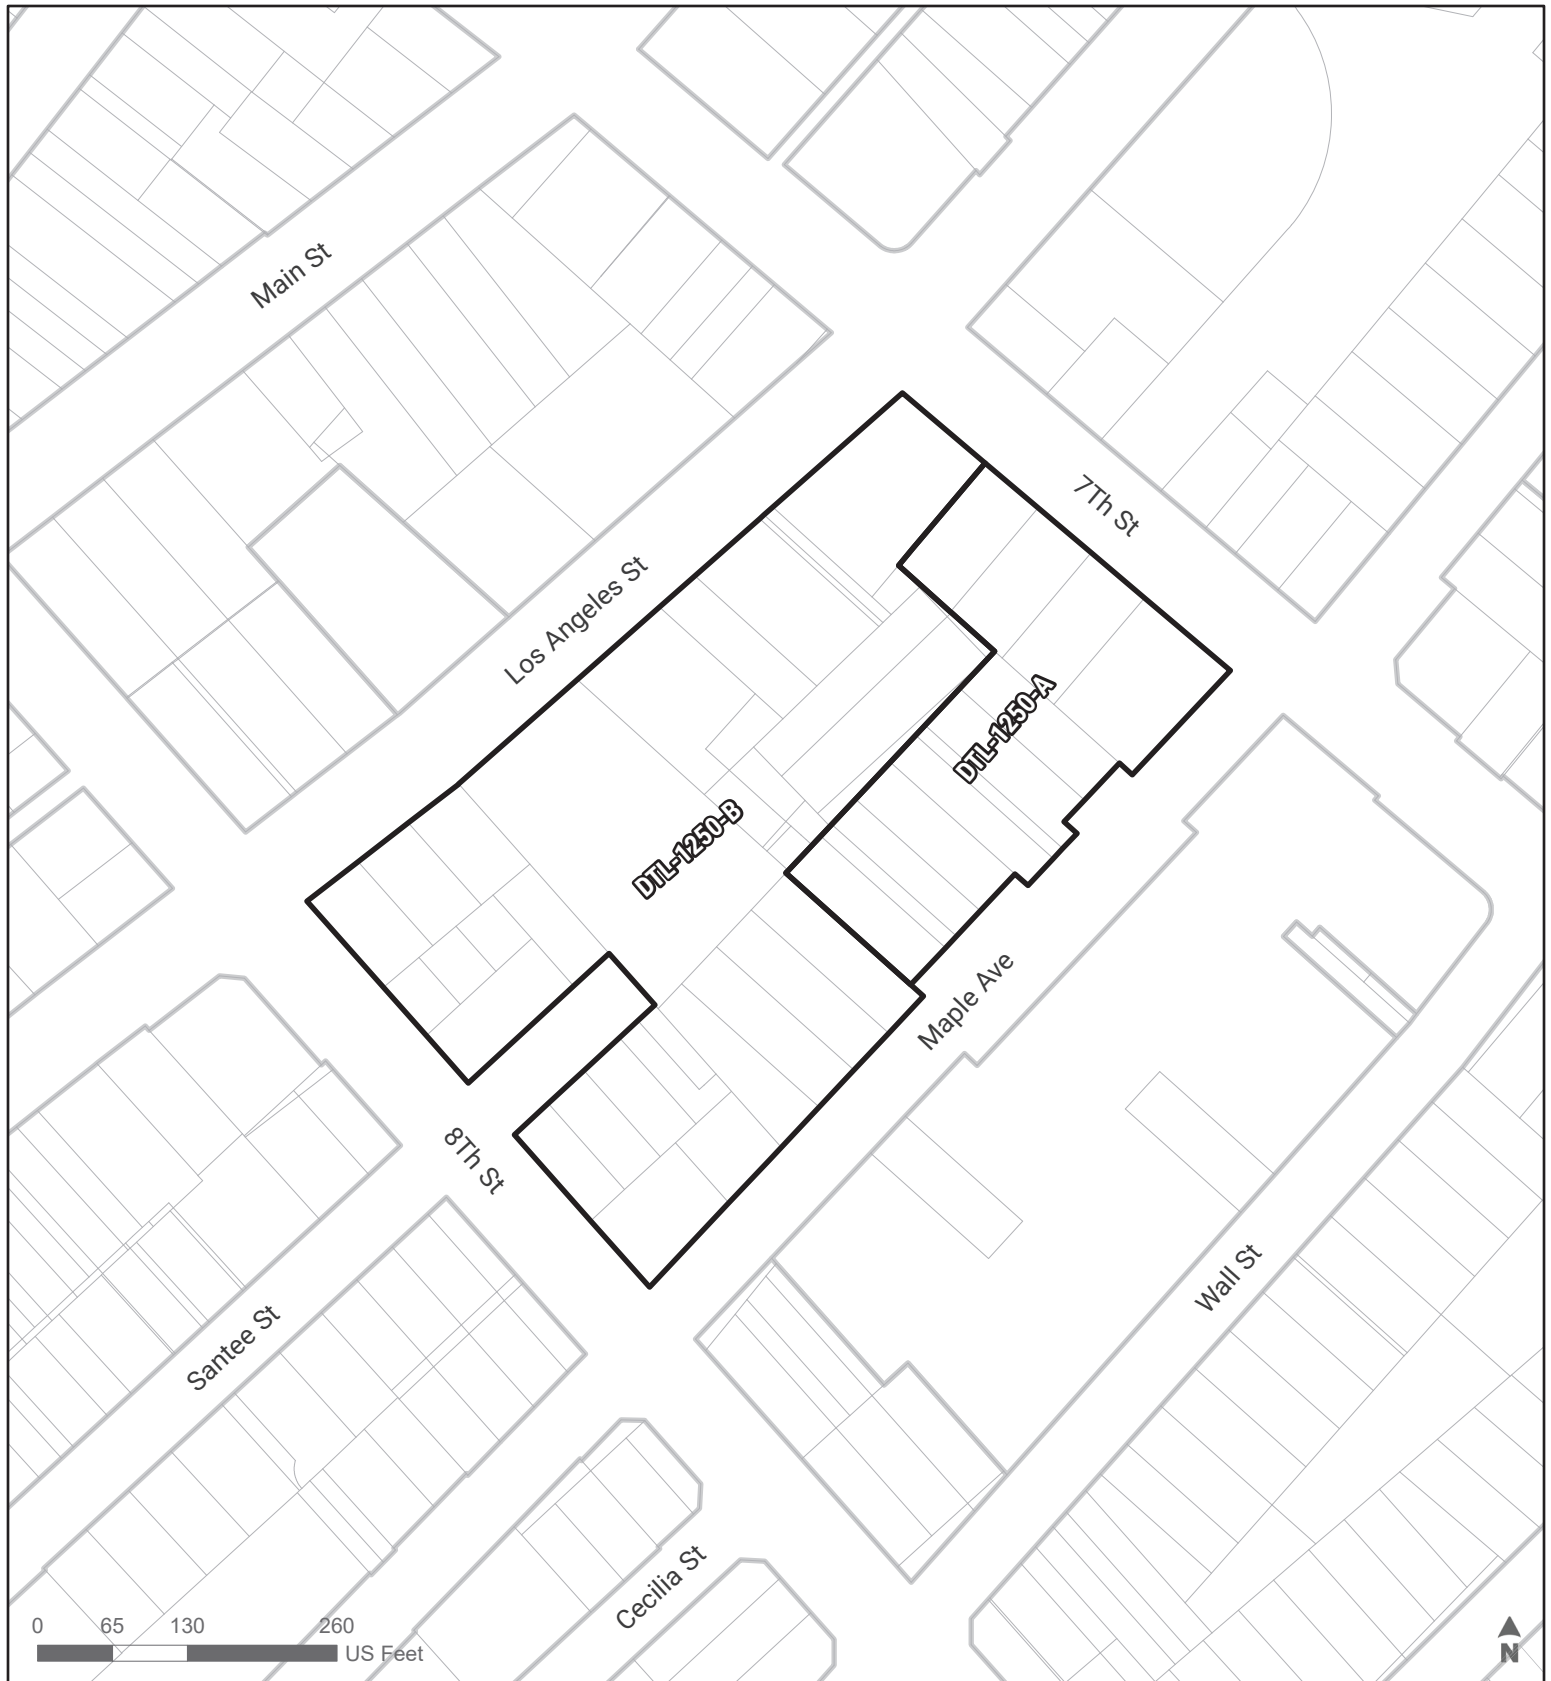 Main St
Los Angeles St
7Th St
DTL-1250-A
DTL-1250-B
Maple Ave
8Th St
Wall St
Santee St
Cecilia St
0 65 130 260
US Feet
N